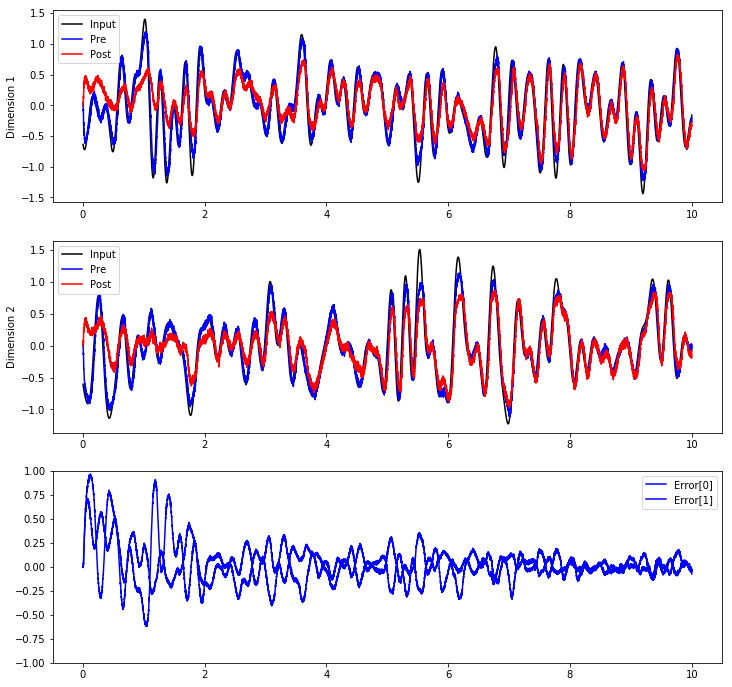 1.5
1.0
0.5
0.0
−0.5
−1.0
−1.5
Dimension 1
Input
Pre
Post
0 2 4 6 8 10
1.5
1.0
0.5
0.0
−0.5
−1.0
Dimension 2
Input
Pre
Post
0 2 4 6 8 10
1.00
0.75
0.50
0.25
0.00
−0.25
−0.50
−0.75
−1.00
Error[0]
Error[1]
0 2 4 6 8 10